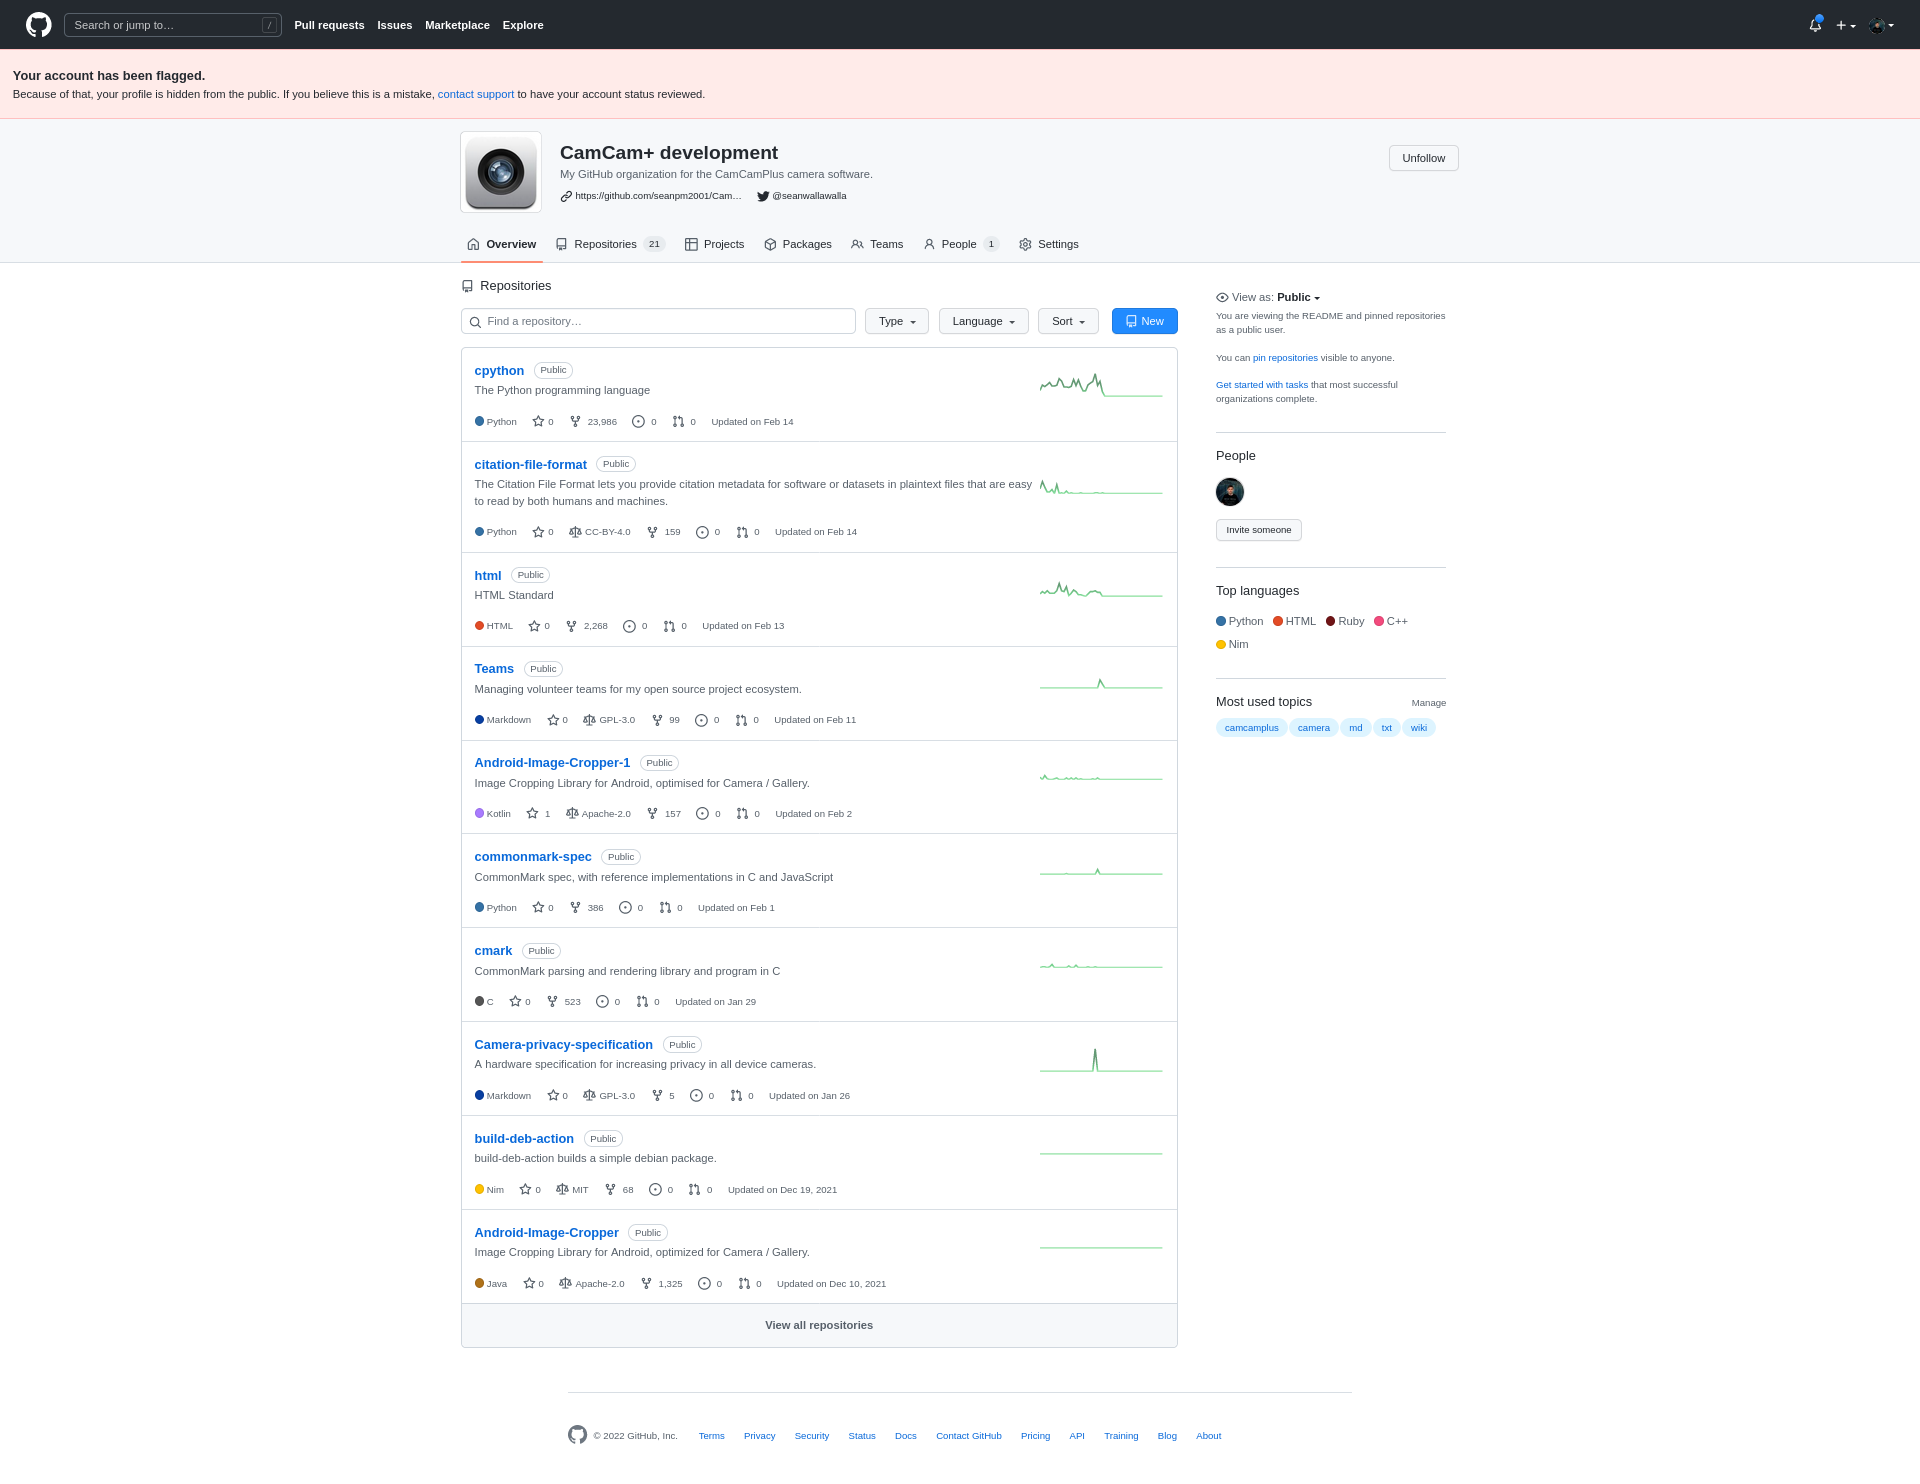 Search or jump to… /
Pull requests Issues Marketplace Explore
Your account has been flagged.
Because of that, your profile is hidden from the public. If you believe this is a mistake, contact support to have your account status reviewed.
CamCam+ development
Unfollow
My GitHub organization for the CamCamPlus camera software.
https://github.com/seanpm2001/Cam… @seanwallawalla
Overview Repositories 21 Projects Packages Teams People 1 Settings
Repositories
Find a repository… Type Language Sort New
cpython Public
The Python programming language
Python 0 23,986 0 0 Updated on Feb 14
citation-file-format Public
The Citation File Format lets you provide citation metadata for software or datasets in plaintext files that are easy
to read by both humans and machines.
Python 0 CC-BY-4.0 159 0 0 Updated on Feb 14
html Public
HTML Standard
HTML 0 2,268 0 0 Updated on Feb 13
Teams Public
Managing volunteer teams for my open source project ecosystem.
Markdown 0 GPL-3.0 99 0 0 Updated on Feb 11
Android-Image-Cropper-1 Public
Image Cropping Library for Android, optimised for Camera / Gallery.
Kotlin 1 Apache-2.0 157 0 0 Updated on Feb 2
commonmark-spec Public
CommonMark spec, with reference implementations in C and JavaScript
Python 0 386 0 0 Updated on Feb 1
cmark Public
CommonMark parsing and rendering library and program in C
C 0 523 0 0 Updated on Jan 29
Camera-privacy-specification Public
A hardware specification for increasing privacy in all device cameras.
Markdown 0 GPL-3.0 5 0 0 Updated on Jan 26
build-deb-action Public
build-deb-action builds a simple debian package.
Nim 0 MIT 68 0 0 Updated on Dec 19, 2021
Android-Image-Cropper Public
Image Cropping Library for Android, optimized for Camera / Gallery.
Java 0 Apache-2.0 1,325 0 0 Updated on Dec 10, 2021
View all repositories
View as: Public
You are viewing the README and pinned repositories
as a public user.
You can pin repositories visible to anyone.
Get started with tasks that most successful
organizations complete.
People
Invite someone
Top languages
Python HTML Ruby C++
Nim
Most used topics Manage
camcamplus camera md txt wiki
© 2022 GitHub, Inc. Terms Privacy Security Status Docs Contact GitHub Pricing API Training Blog About